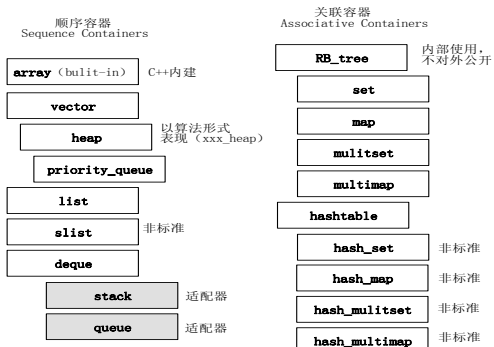 顺序容器
Sequence Containers
array（bulit-in） C++内建
vector
heap 以算法形式
表现（xxx_heap）
priority_queue
list
slist 非标准
deque
stack 适配器
queue 适配器
关联容器
Associative Containers
RB_tree 内部使用，
不对外公开
set
map
mulitset
multimap
hashtable
hash_set 非标准
hash_map 非标准
hash_mulitset 非标准
hash_multimap 非标准